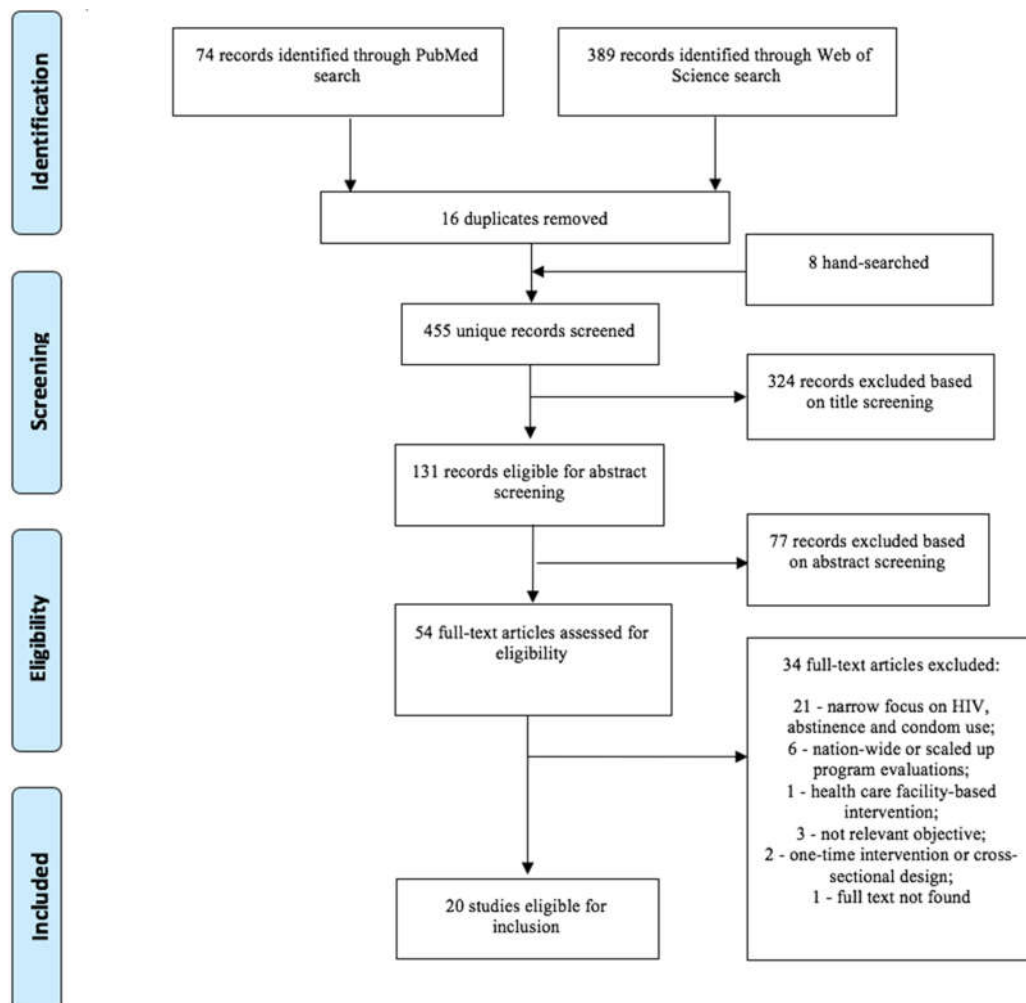 Identification
74 records identified through PubMed
search
389 records identified through Web of
Science search
16 duplicates removed
8 hand-searched
Screening
455 unique records screened
324 records excluded based
on title screening
131 records eligible for abstract
screening
77 records excluded based
on abstract screening
Eligibility
54 full-text articles assessed for
eligibility
34 full-text articles excluded:
21 - narrow focus on HIV,
abstinence and condom use;
6 - nation-wide or scaled up
program evaluations;
1 - health care facility-based
intervention;
3 - not relevant objective;
2 - one-time intervention or cross-
sectional design;
1 - full text not found
Included
20 studies eligible for
inclusion